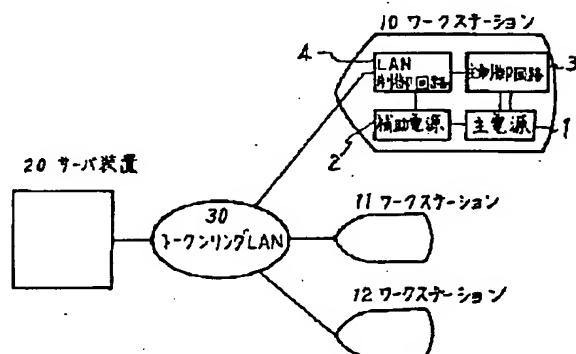 10 ワークステーション
4
LAN
制御回路
主制御回路
3
補助電源
主電源
2
1
20 サーバ装置
30
トークンリングLAN
11 ワークステーション
12 ワークステーション